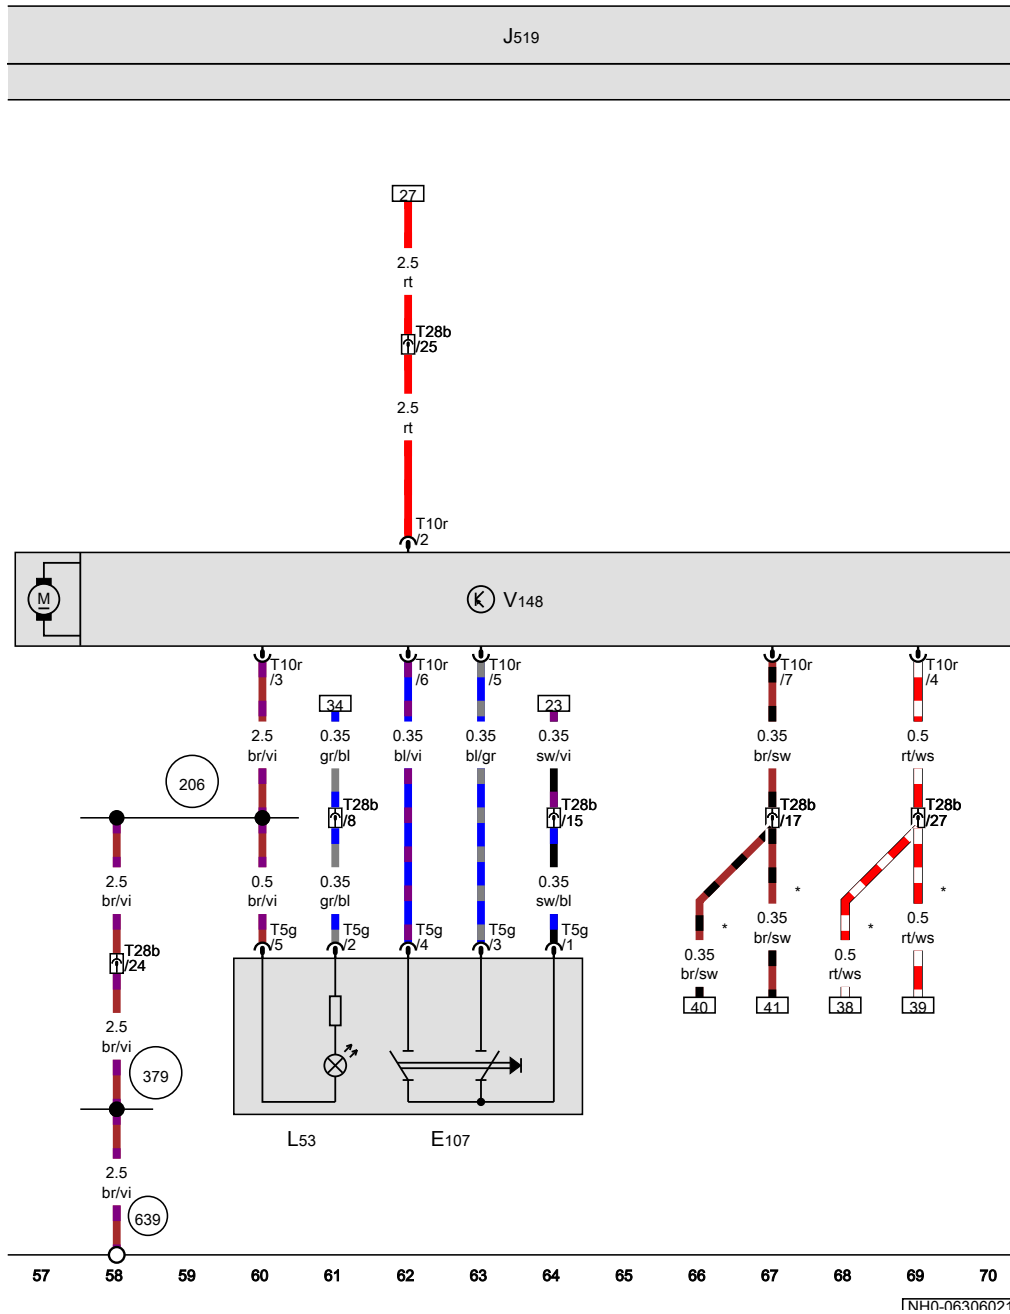 J519
27
2.5
rt
T28b
/25
2.5
rt
T10r
/2
M
V148
T10r
/3
T10r
/6
T10r
/5
T10r
/7
T10r
/4
34
23
2.5
br/vi
0.35
gr/bl
0.35
bl/vi
0.35
bl/gr
0.35
sw/vi
0.35
br/sw
0.5
rt/ws
206
T28b
/8
T28b
/15
T28b
/17
T28b
/27
2.5
br/vi
0.5
br/vi
0.35
gr/bl
0.35
sw/bl
*
*
0.35
br/sw
0.5
rt/ws
T5g
/5
T5g
/2
T5g
/4
T5g
/3
T5g
/1
*
*
T28b
/24
0.35
br/sw
0.5
rt/ws
40
41
38
39
2.5
br/vi
379
L53
E107
2.5
br/vi
639
57 58 59 60 61 62 63 64 65 66 67 68 69 70
NH0-06306021